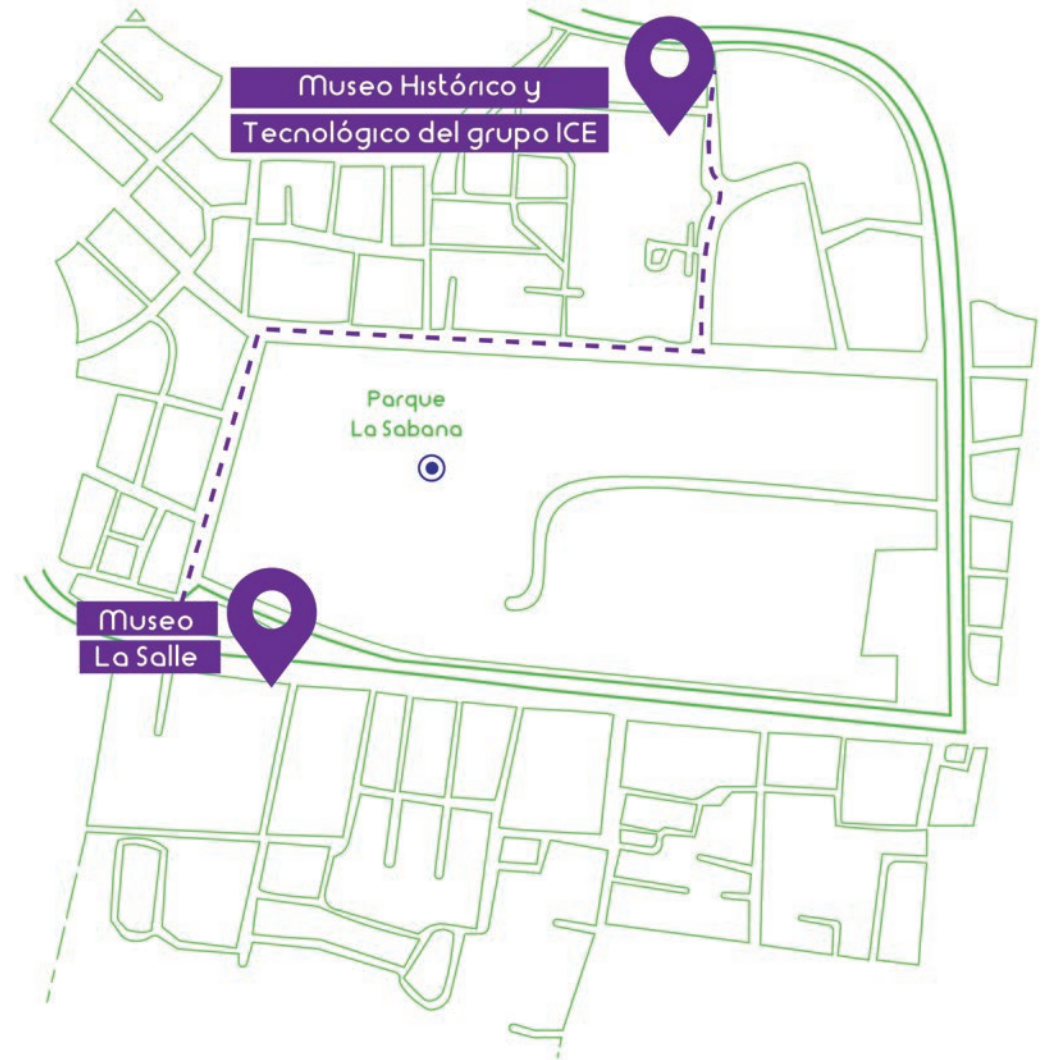 Museo Histórico y
Tecnológico del grupo ICE
Parque
La Sabana
Museo
La Salle